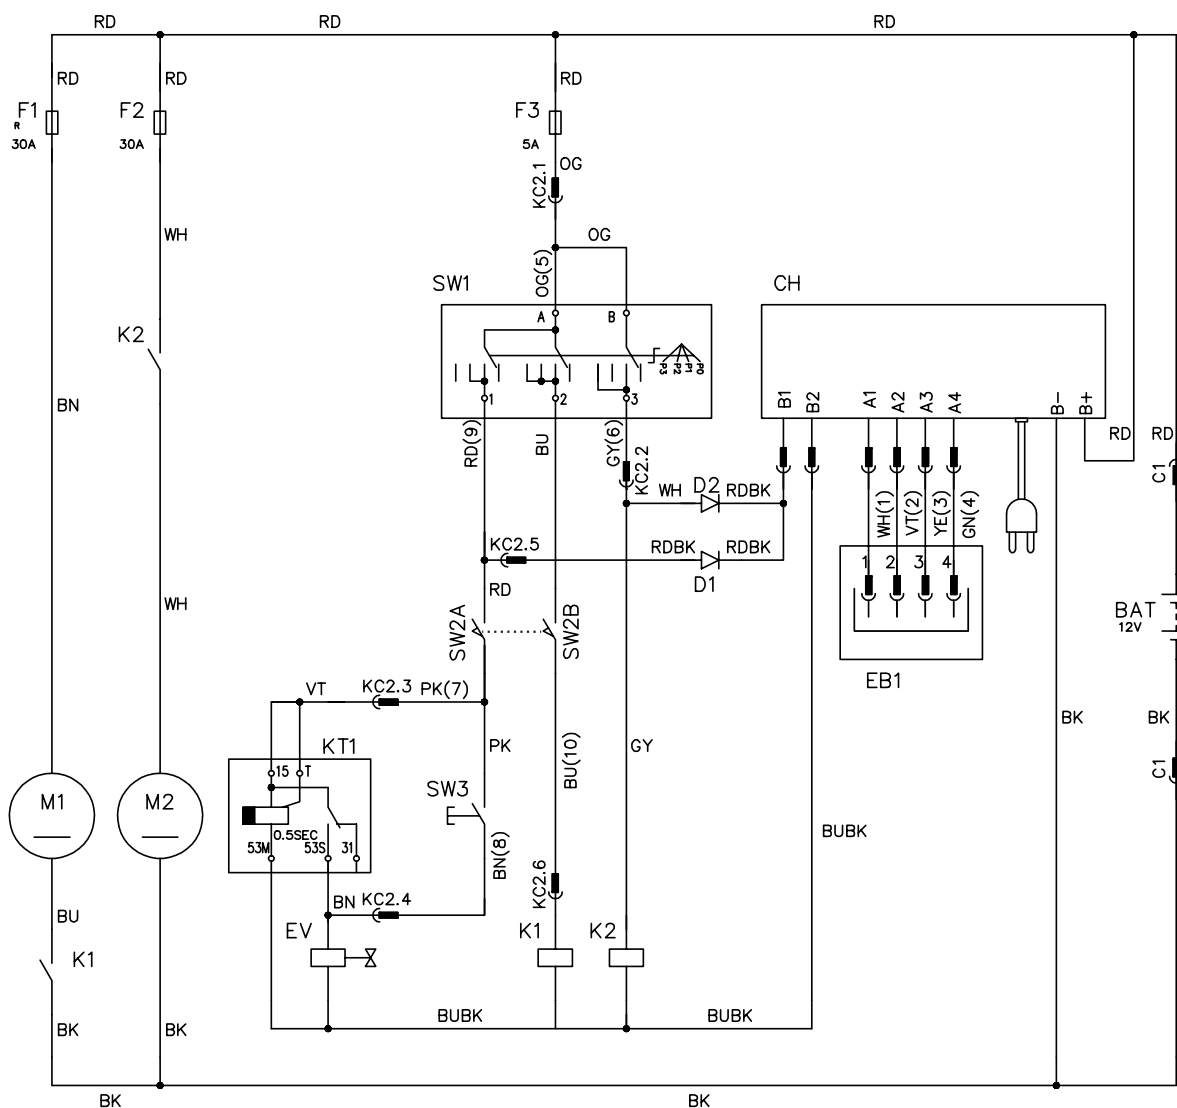 RD
RD
RD
RD
RD
RD
F1
R
30A
F2
30A
F3
5A
OG
KC2.1
WH
OG
OG(5)
SW1
CH
K2
A
B
P3
P2
P1
P0
BN
1
2
3
B1
B2
A1
A2
A3
A4
B-
B+
RD(9)
BU
GY(6)
KC2.2
RD
RD
C1
WH
D2
RDBK
WH(1)
VT(2)
YE(3)
GN(4)
KC2.5
RDBK
RDBK
D1
1
2
3
4
RD
WH
SW2A
SW2B
BAT
12V
EB1
VT
KC2.3
PK(7)
KT1
PK
BU(10)
GY
BK
BK
C1
15
T
M1
M2
SW3
0.5SEC
53M
53S
31
BN(8)
BUBK
KC2.6
BN
KC2.4
BU
EV
K1
K2
K1
BK
BK
BUBK
BUBK
BK
BK